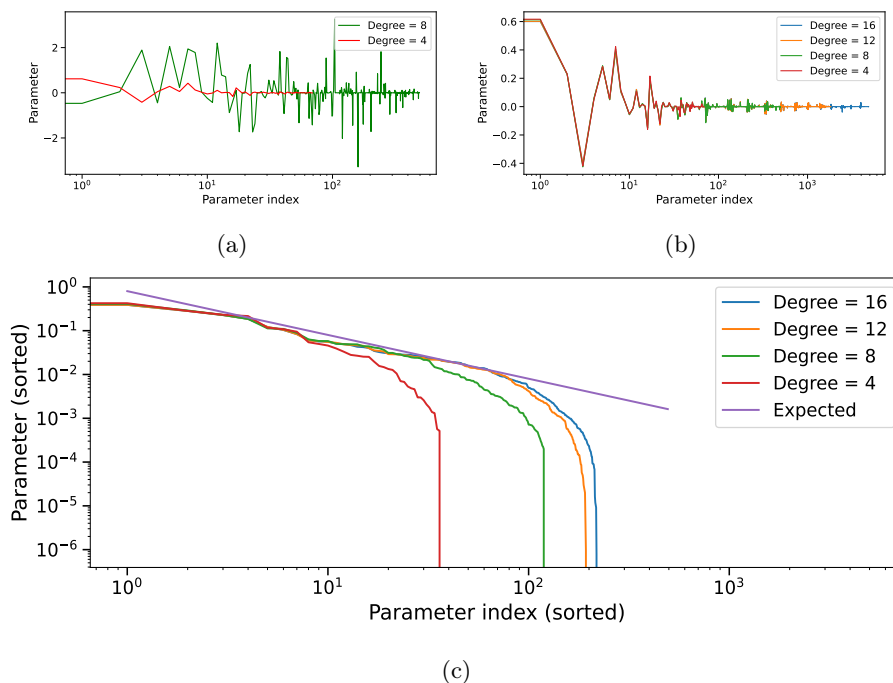 Degree = 8
Degree = 4
2
0
−2
Parameter
10^0
10^1
10^2
Parameter index
(a)
Degree = 16
Degree = 12
Degree = 8
Degree = 4
0.6
0.4
0.2
0.0
−0.2
−0.4
Parameter
10^0
10^1
10^2
10^3
Parameter index
(b)
10^0
10^−1
10^−2
10^−3
10^−4
10^−5
10^−6
Parameter (sorted)
Degree = 16
Degree = 12
Degree = 8
Degree = 4
Expected
10^0
10^1
10^2
10^3
Parameter index (sorted)
(c)